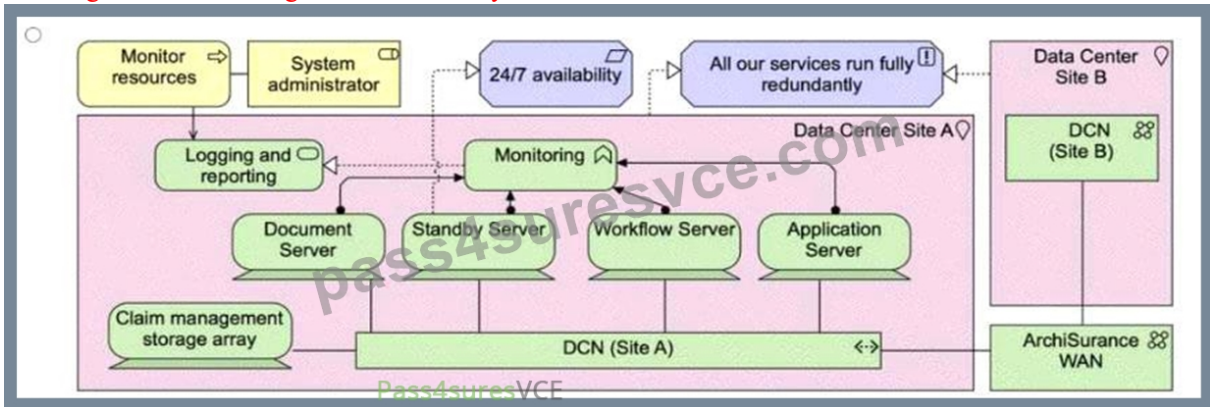 Monitor
resources
System
administrator
24/7 availability
All our services run fully
redundantly
Data Center
Site B
DCN
(Site B)
Data Center Site A
Logging and
reporting
Monitoring
Document
Server
Standby Server
Workflow Server
Application
Server
Claim management
storage array
DCN (Site A)
ArchiSurance
WAN
pass4suresvce.com
Pass4suresVCE